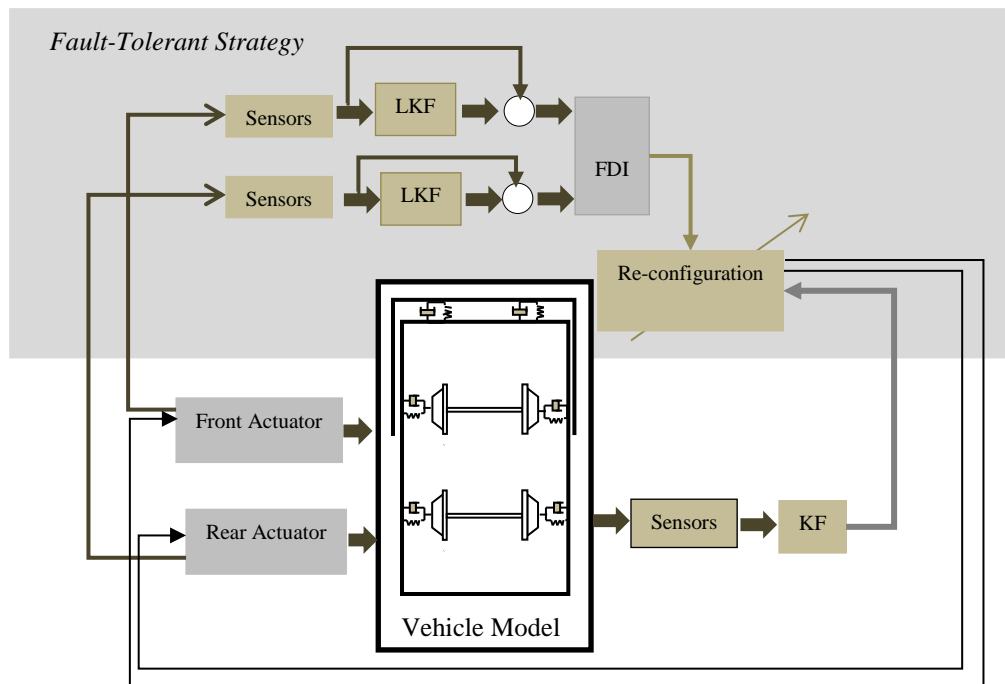 Fault-Tolerant Strategy
Sensors
LKF
Sensors
LKF
FDI
Re-configuration
Front Actuator
Rear Actuator
Sensors
KF
Vehicle Model